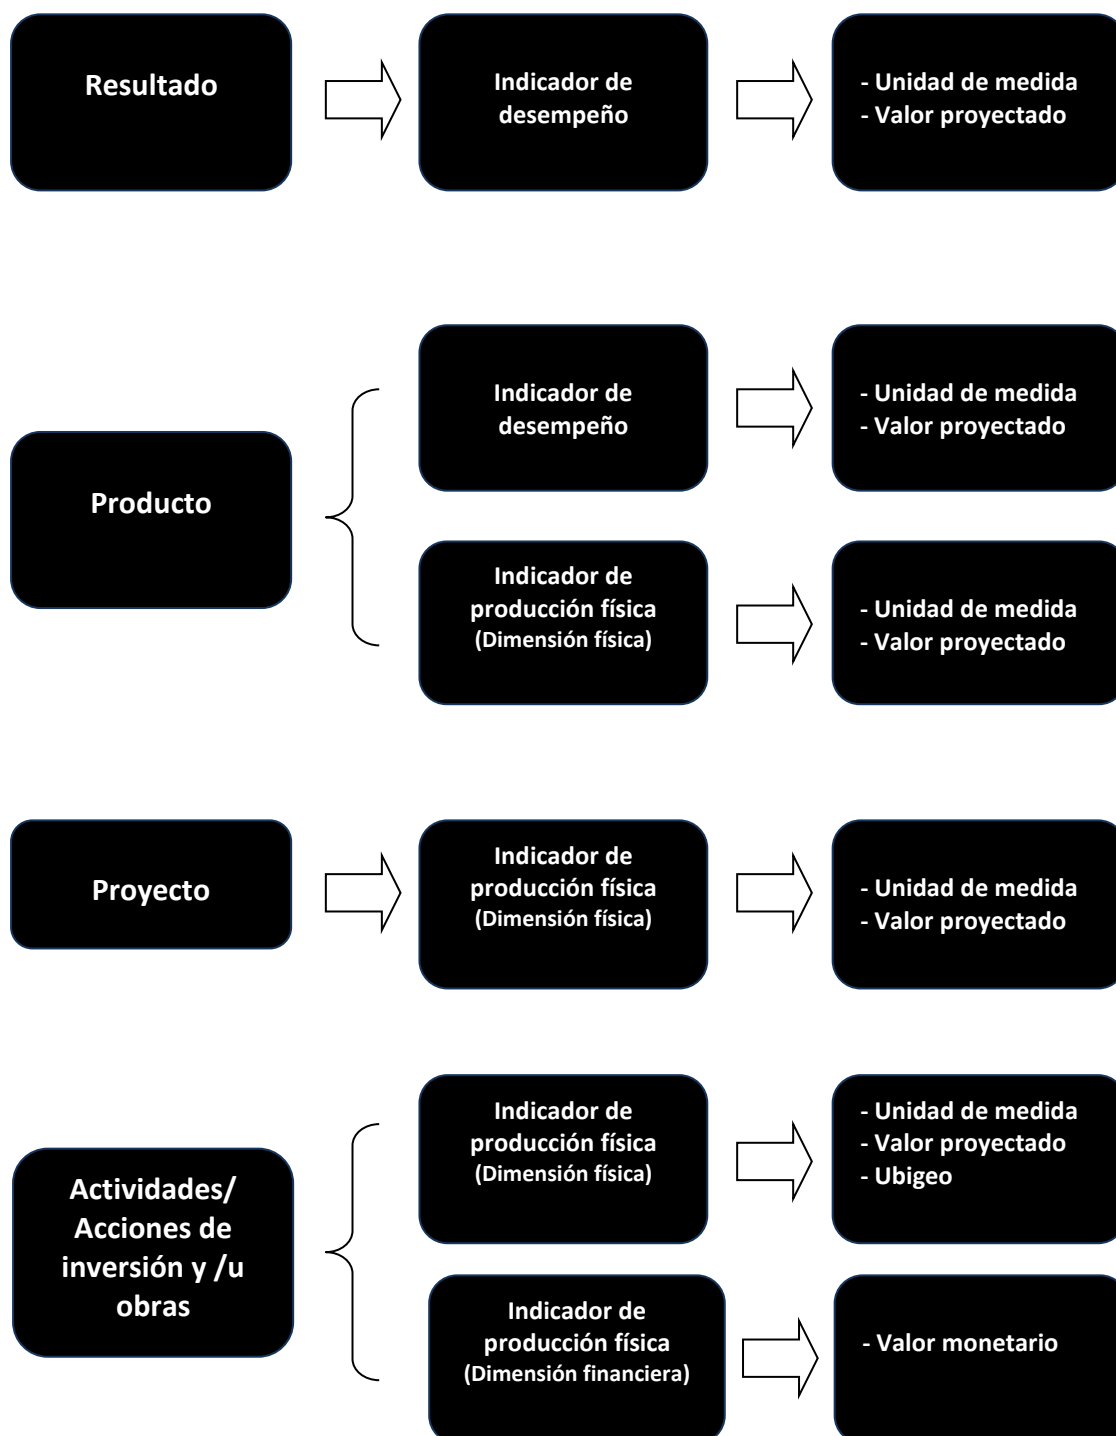 Resultado
Indicador de
desempeño
- Unidad de medida
- Valor proyectado
Producto
Indicador de
desempeño
- Unidad de medida
- Valor proyectado
Indicador de
producción física
(Dimensión física)
- Unidad de medida
- Valor proyectado
Proyecto
Indicador de
producción física
(Dimensión física)
- Unidad de medida
- Valor proyectado
Actividades/
Acciones de
inversión y /u
obras
Indicador de
producción física
(Dimensión física)
- Unidad de medida
- Valor proyectado
- Ubigeo
Indicador de
producción física
(Dimensión financiera)
- Valor monetario